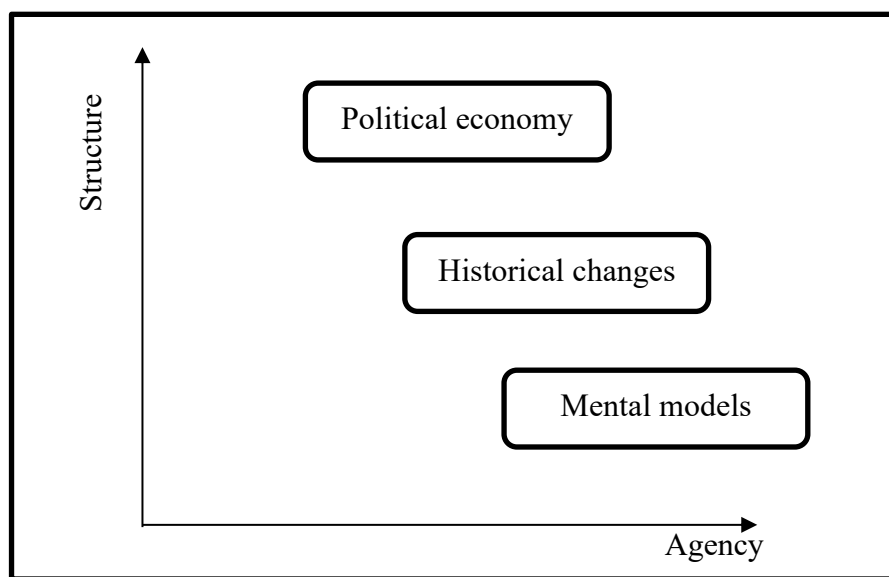 Structure
Political economy
Historical changes
Mental models
Agency